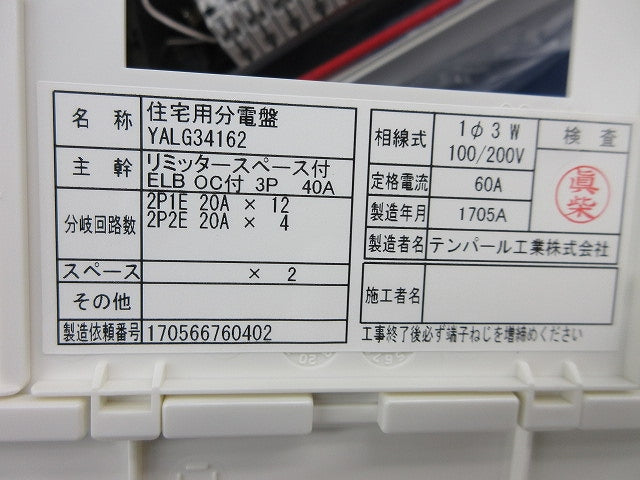 名称 住宅用分電盤
YALG34162
主幹 リミッタースペース付
ELB OC付 3P 40A
分岐回路数 2P1E 20A × 12
2P2E 20A × 4
スペース × 2
その他
製造依頼番号 170566760402
相線式 1φ3W
100/200V
定格電流 60A
製造年月 1705A
製造者名 テンパール工業株式会社
検査
眞柴
施工者名
工事終了後必ず端子ねじを増締めください